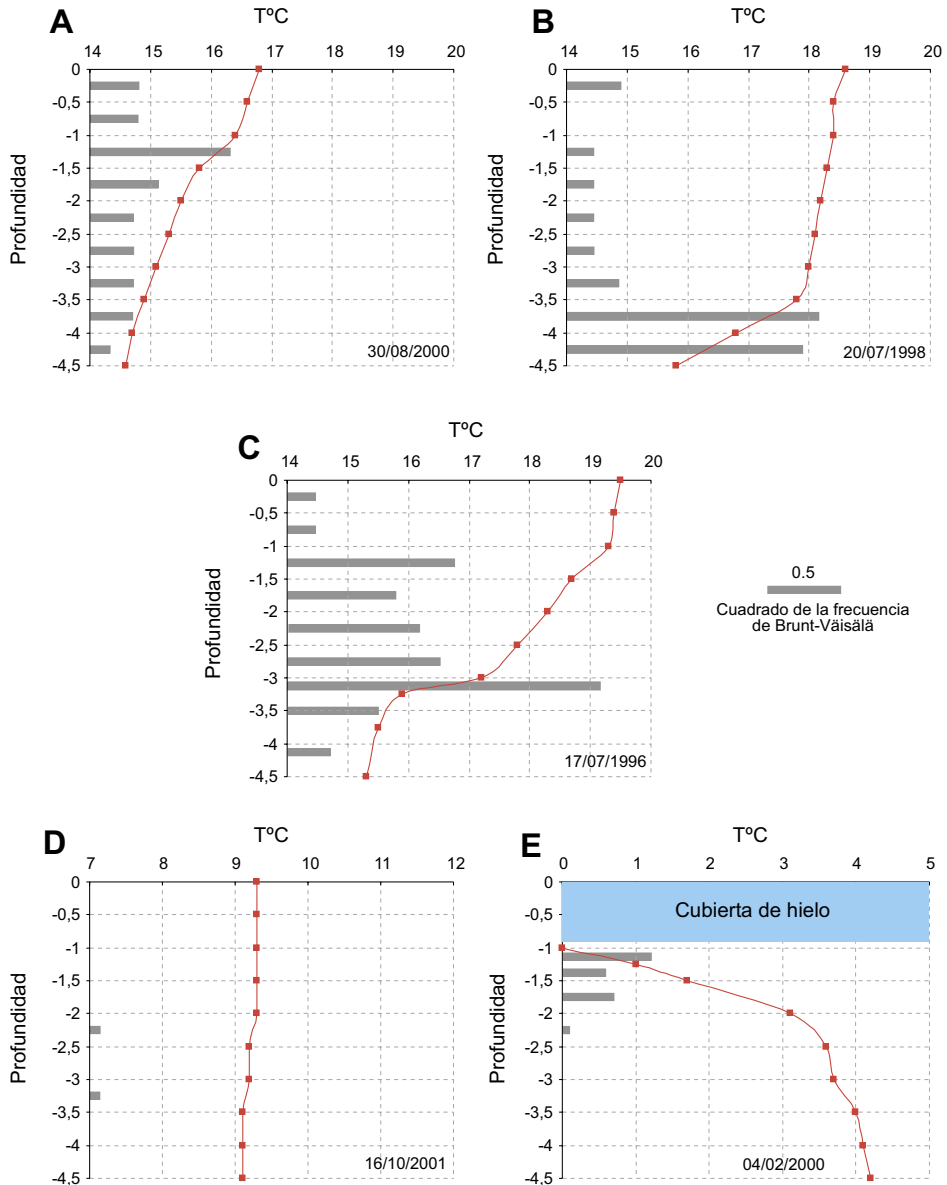 A
TºC
14 15 16 17 18 19 20
Profundidad
0
-0,5
-1
-1,5
-2
-2,5
-3
-3,5
-4
-4,5
30/08/2000
B
TºC
14 15 16 17 18 19 20
Profundidad
0
-0,5
-1
-1,5
-2
-2,5
-3
-3,5
-4
-4,5
20/07/1998
C
TºC
14 15 16 17 18 19 20
Profundidad
0
-0,5
-1
-1,5
-2
-2,5
-3
-3,5
-4
-4,5
17/07/1996
0.5
Cuadrado de la frecuencia
de Brunt-Väisälä
D
TºC
7 8 9 10 11 12
Profundidad
0
-0,5
-1
-1,5
-2
-2,5
-3
-3,5
-4
-4,5
16/10/2001
E
TºC
0 1 2 3 4 5
Profundidad
0
-0,5
-1
-1,5
-2
-2,5
-3
-3,5
-4
-4,5
Cubierta de hielo
04/02/2000